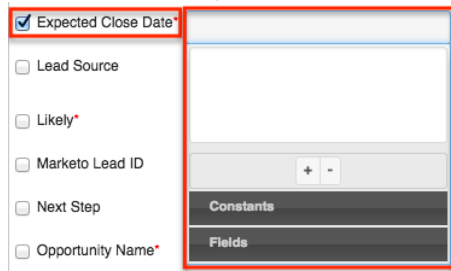 Expected Close Date*
Lead Source
Likely*
Marketo Lead ID
+ -
Next Step
Constants
Opportunity Name*
Fields